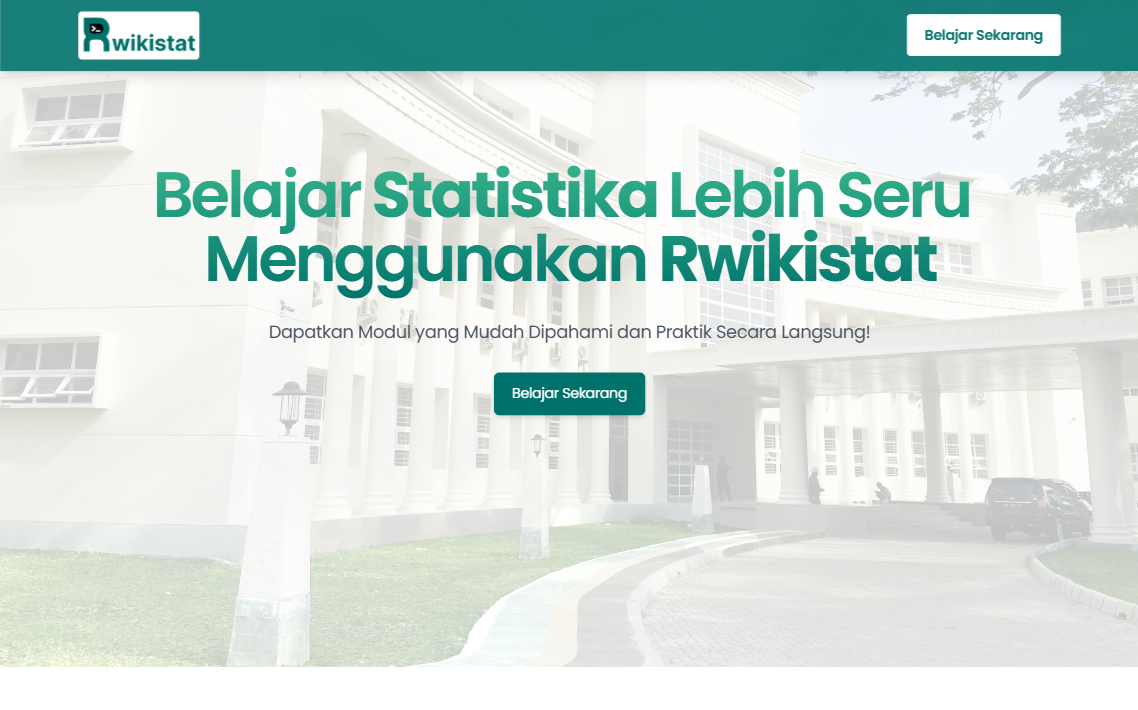 Rwikistat
Belajar Sekarang
Belajar Statistika Lebih Seru
Menggunakan Rwikistat
Dapatkan Modul yang Mudah Dipahami dan Praktik Secara Langsung!
Belajar Sekarang